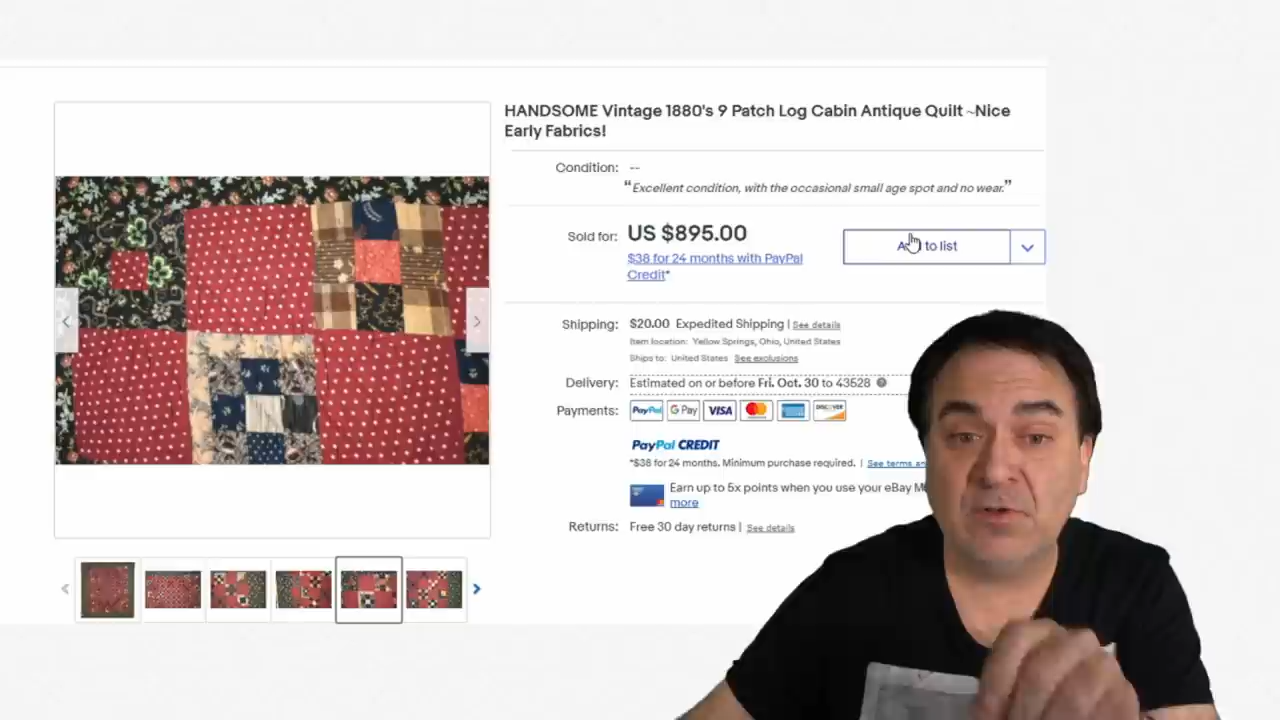 HANDSOME Vintage 1880's 9 Patch Log Cabin Antique Quilt ~Nice
Early Fabrics!
Condition: --
“Excellent condition, with the occasional small age spot and no wear.”
Sold for: US $895.00
to list
$38 for 24 months with PayPal
Credit*
Shipping: $20.00 Expedited Shipping | See details
Item location: Yellow Springs, Ohio, United States
Ships to: United States See exclusions
Delivery: Estimated on or before Fri. Oct. 30 to 43528
Payments: PayPal G Pay VISA DISCOVER
PayPal CREDIT
*$38 for 24 months. Minimum purchase required. | See terms
Earn up to 5x points when you use your eBay
more
Returns: Free 30 day returns | See details